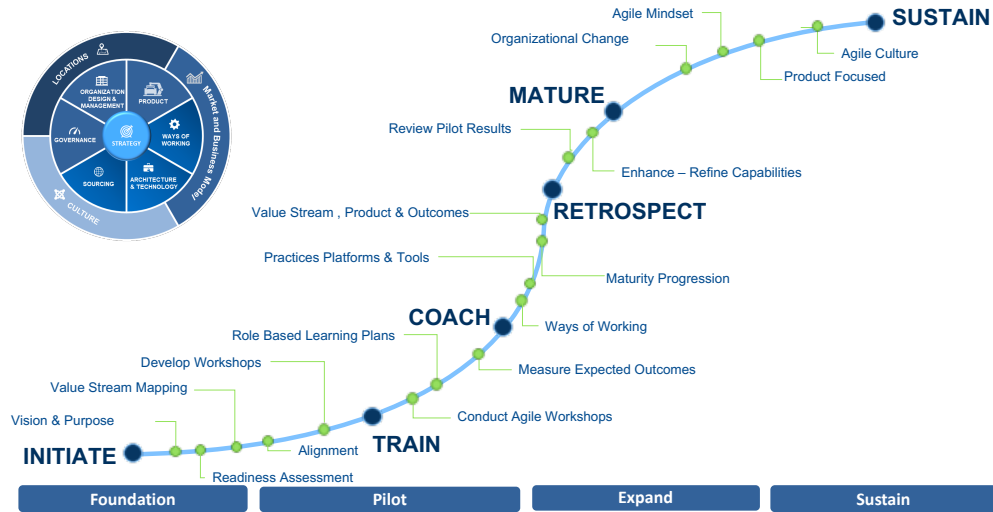 LOCATIONS
Market and Business Model
CULTURE
ORGANIZATION
DESIGN &
MANAGEMENT
PRODUCT
GOVERNANCE
STRATEGY
WAYS OF
WORKING
SOURCING
ARCHITECTURE
& TECHNOLOGY
SUSTAIN
Agile Mindset
Organizational Change
Agile Culture
Product Focused
MATURE
Review Pilot Results
Enhance – Refine Capabilities
RETROSPECT
Value Stream , Product & Outcomes
Practices Platforms & Tools
Maturity Progression
COACH
Ways of Working
Role Based Learning Plans
Measure Expected Outcomes
Develop Workshops
Value Stream Mapping
Conduct Agile Workshops
Vision & Purpose
TRAIN
Alignment
INITIATE
Readiness Assessment
Foundation
Pilot
Expand
Sustain